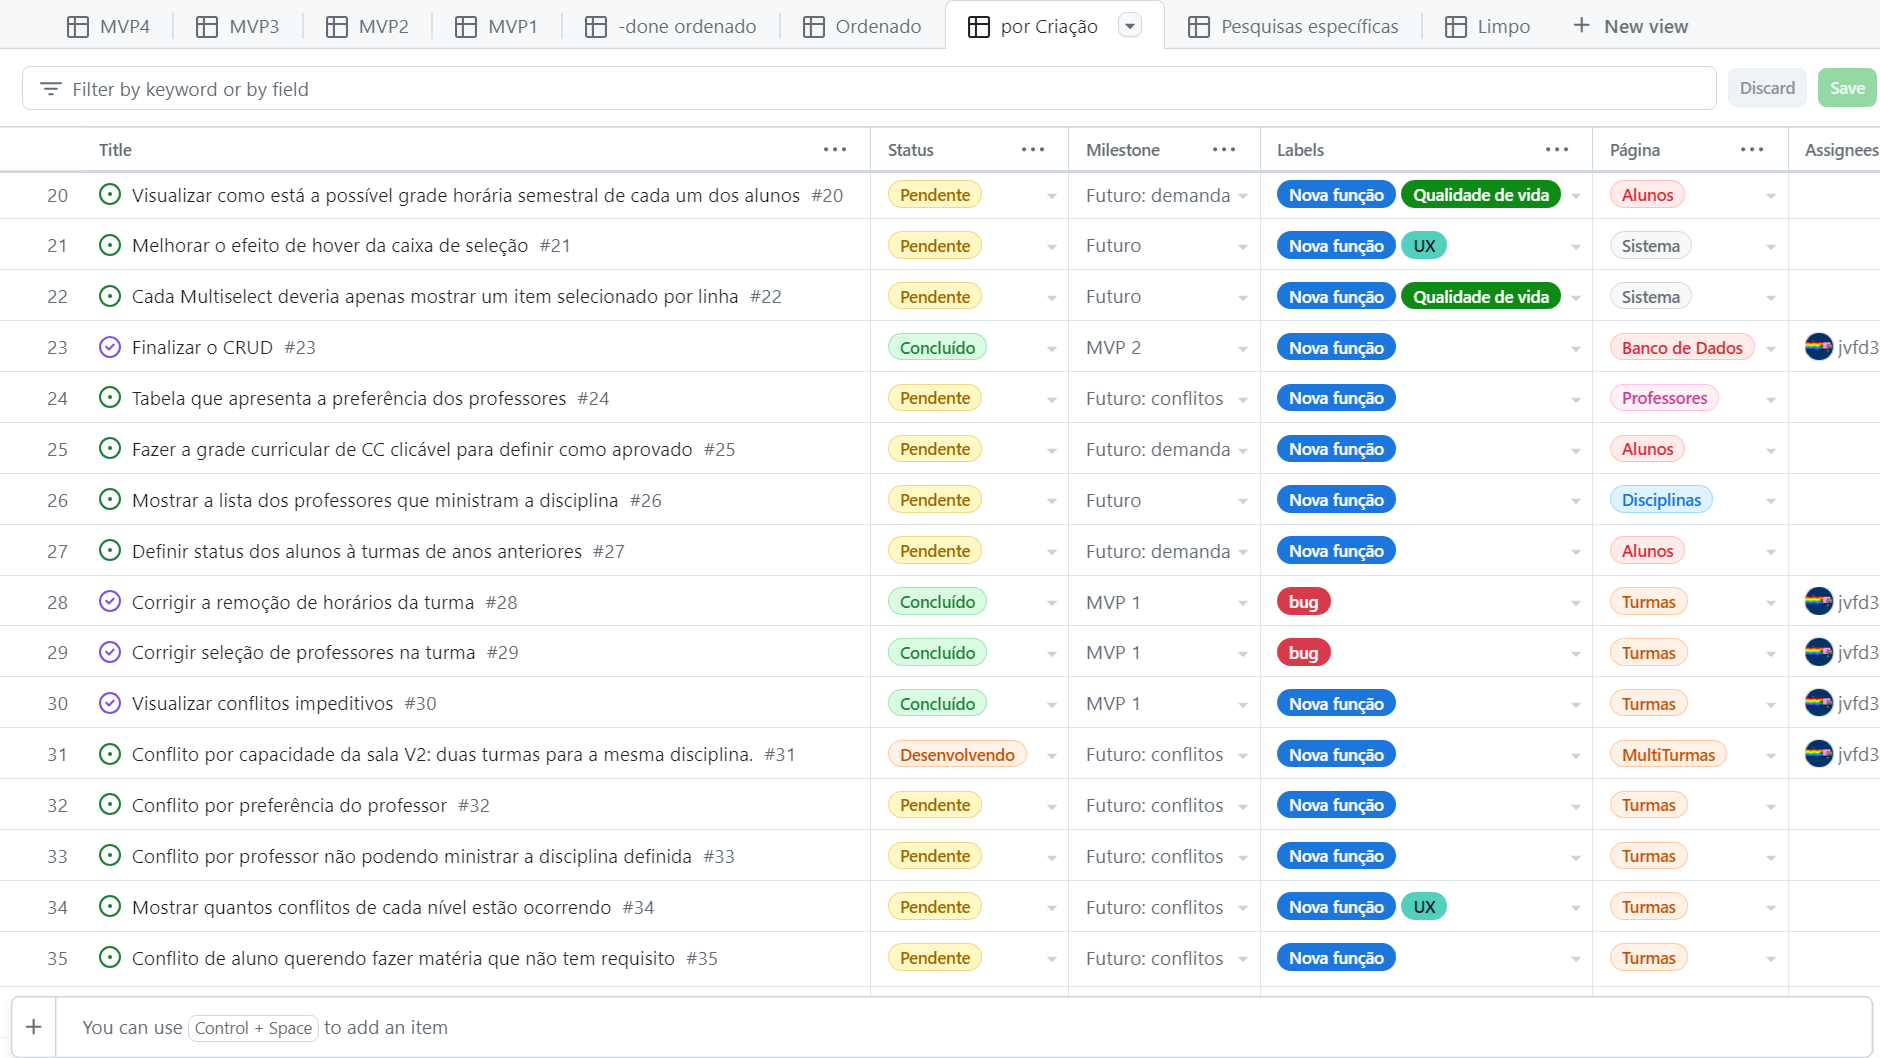 MVP4 MVP3 MVP2 MVP1 -done ordenado Ordenado por Criação Pesquisas específicas Limpo New view
Filter by keyword or by field Discard Save
Title Status Milestone Labels Página Assignees
20 Visualizar como está a possível grade horária semestral de cada um dos alunos #20 Pendente Futuro: demanda Nova função Qualidade de vida Alunos
21 Melhorar o efeito de hover da caixa de seleção #21 Pendente Futuro Nova função UX Sistema
22 Cada Multiselect deveria apenas mostrar um item selecionado por linha #22 Pendente Futuro Nova função Qualidade de vida Sistema
23 Finalizar o CRUD #23 Concluído MVP 2 Nova função Banco de Dados jvfd3
24 Tabela que apresenta a preferência dos professores #24 Pendente Futuro: conflitos Nova função Professores
25 Fazer a grade curricular de CC clicável para definir como aprovado #25 Pendente Futuro: demanda Nova função Alunos
26 Mostrar a lista dos professores que ministram a disciplina #26 Pendente Futuro Nova função Disciplinas
27 Definir status dos alunos à turmas de anos anteriores #27 Pendente Futuro: demanda Nova função Alunos
28 Corrigir a remoção de horários da turma #28 Concluído MVP 1 bug Turmas jvfd3
29 Corrigir seleção de professores na turma #29 Concluído MVP 1 bug Turmas jvfd3
30 Visualizar conflitos impeditivos #30 Concluído MVP 1 Nova função Turmas jvfd3
31 Conflito por capacidade da sala V2: duas turmas para a mesma disciplina. #31 Desenvolvendo Futuro: conflitos Nova função MultiTurmas jvfd3
32 Conflito por preferência do professor #32 Pendente Futuro: conflitos Nova função Turmas
33 Conflito por professor não podendo ministrar a disciplina definida #33 Pendente Futuro: conflitos Nova função Turmas
34 Mostrar quantos conflitos de cada nível estão ocorrendo #34 Pendente Futuro: conflitos Nova função UX Turmas
35 Conflito de aluno querendo fazer matéria que não tem requisito #35 Pendente Futuro: conflitos Nova função Turmas
You can use Control + Space to add an item